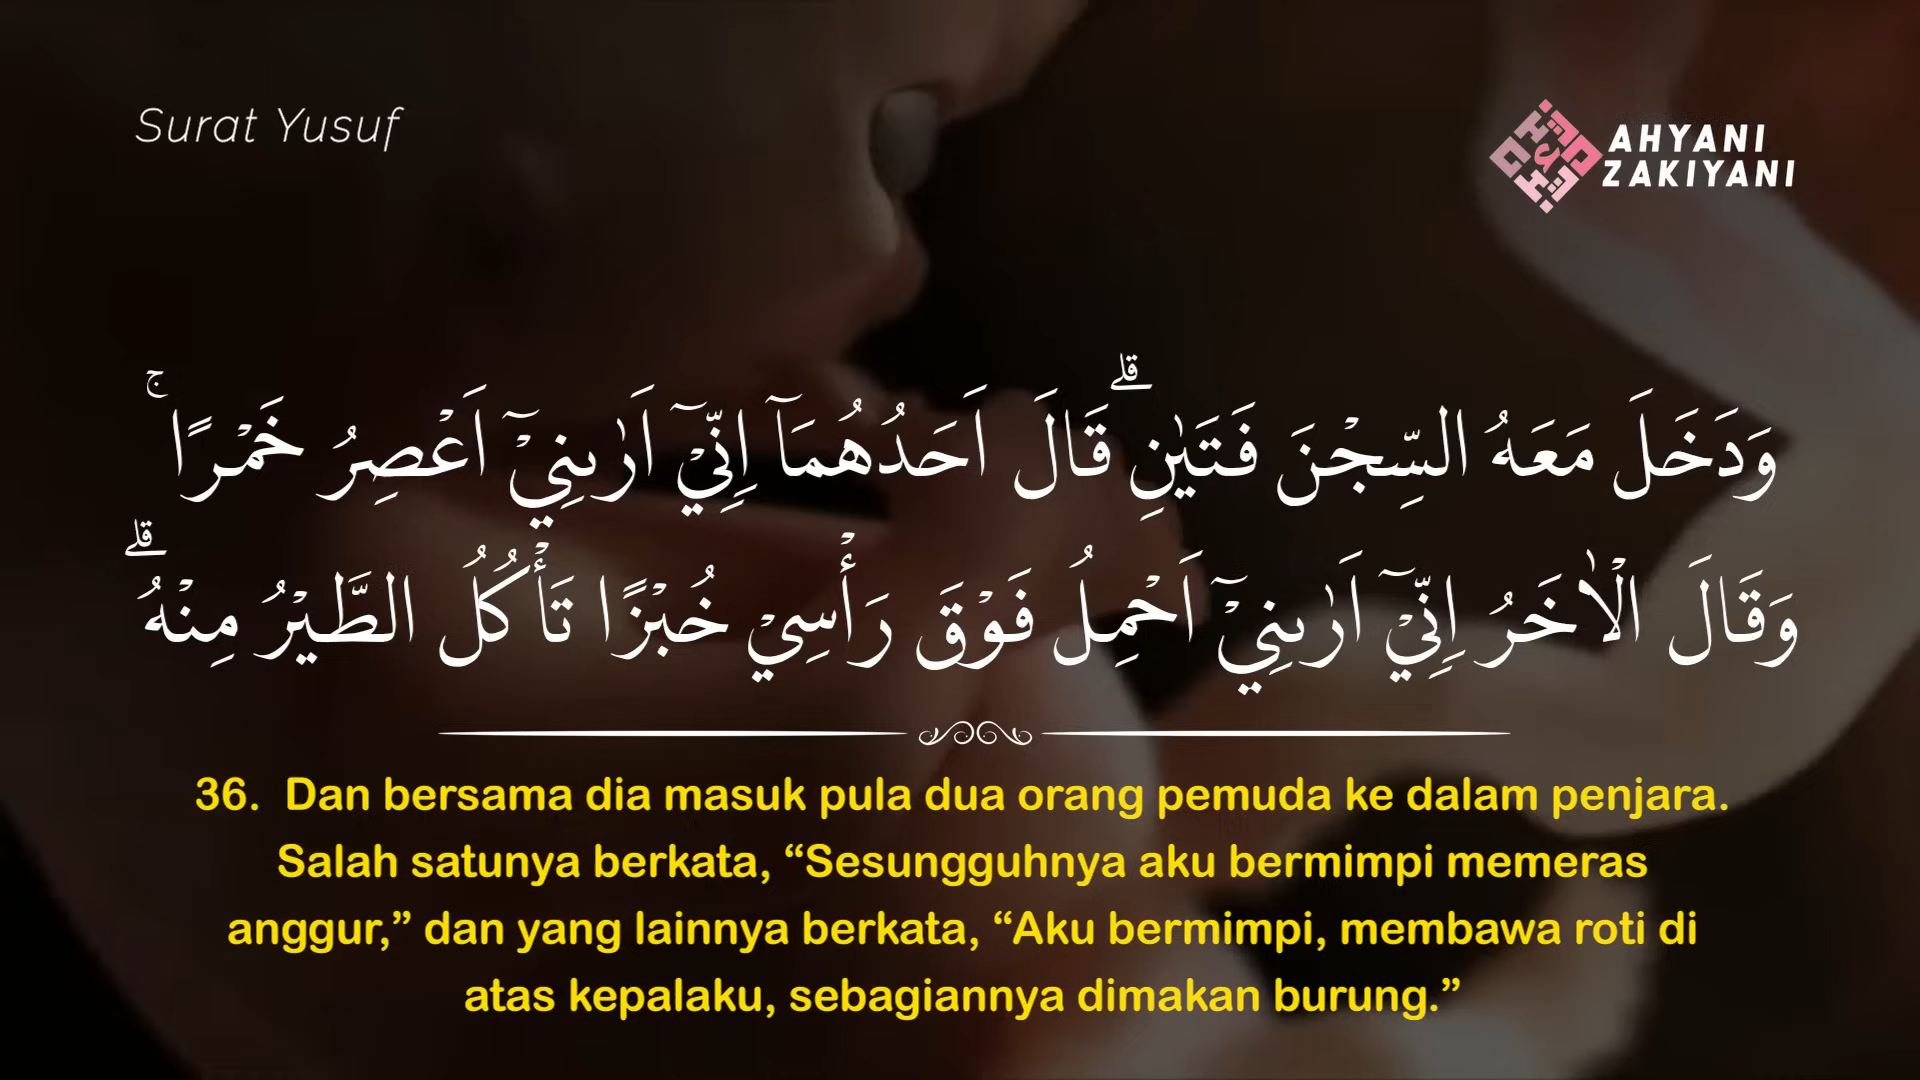 Surat Yusuf
AHYANI
ZAKIYANI
وَدَخَلَ مَعَهُ السِّجْنَ فَتَيٰنِۗ قَالَ اَحَدُهُمَآ اِنِّيْٓ اَرٰىنِيْٓ اَعْصِرُ خَمْرًاۚ
وَقَالَ الْاٰخَرُ اِنِّيْٓ اَرٰىنِيْٓ اَحْمِلُ فَوْقَ رَأْسِيْ خُبْزًا تَأْكُلُ الطَّيْرُ مِنْهُۗ
36. Dan bersama dia masuk pula dua orang pemuda ke dalam penjara.
Salah satunya berkata, “Sesungguhnya aku bermimpi memeras
anggur,” dan yang lainnya berkata, “Aku bermimpi, membawa roti di
atas kepalaku, sebagiannya dimakan burung.”